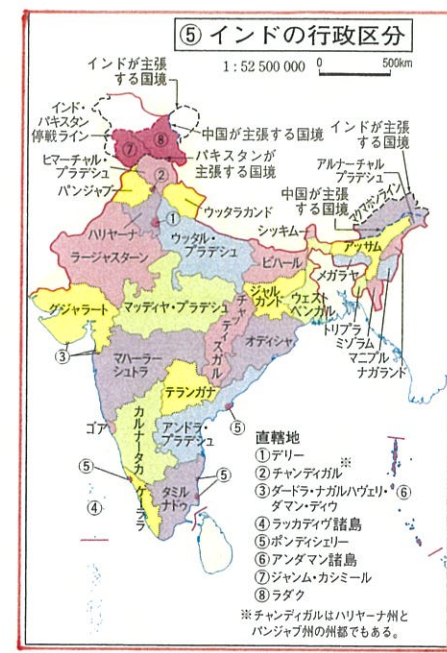 ⑤ インドの行政区分
1：52 500 000
0
500km
インドが主張
する国境
インド・
パキスタン
停戦ライン
中国が主張する国境
パキスタンが
主張する国境
インドが主張
する国境
アルナーチャル
プラデシュ
中国が主張
する国境
マクマホンライン
ヒマーチャル
プラデシュ
パンジャブ
⑦
⑧
②
①
ウッタラカンド
シッキム
アッサム
ハリヤーナ
ラージャスターン
ウッタル・
プラデシュ
ビハール
メガラヤ
グジャラート
マッディヤ・プラデシュ
チャティスガル
ジャル
カンド
ウェスト
ベンガル
トリプラ
ミゾラム
マニプル
ナガランド
オディシャ
③
マハーラー
シュトラ
テランガナ
ゴア
カルナータカ
アンドラ・
プラデシュ
⑤
⑤
⑤
ケララ
タミル
ナドゥ
④
⑥
直轄地
①デリー
②チャンディガル※
③ダードラ・ナガルハヴェリ・
ダマン・ディウ
④ラッカディヴ諸島
⑤ポンディシェリー
⑥アンダマン諸島
⑦ジャンム・カシミール
⑧ラダク
※チャンディガルはハリヤーナ州と
パンジャブ州の州都でもある。